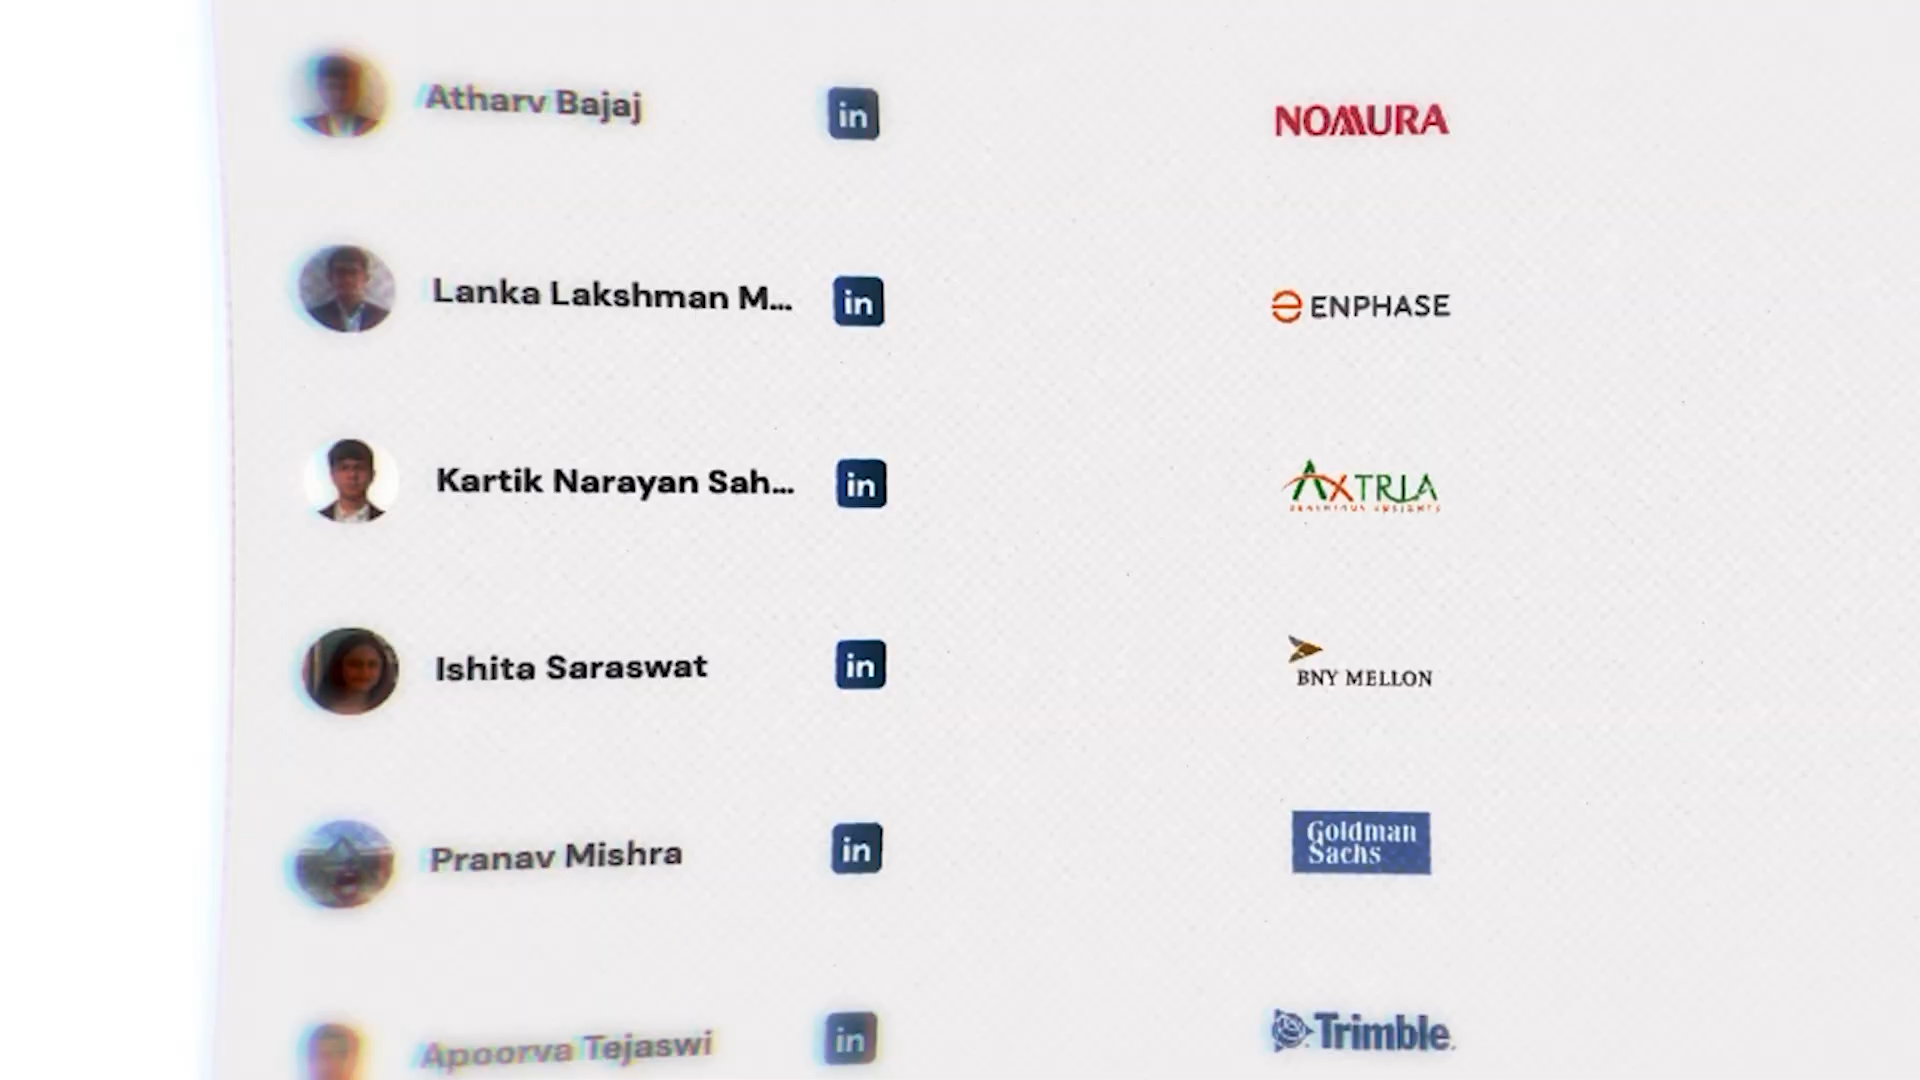 Atharv Bajaj in NOMURA
Lanka Lakshman M... in ENPHASE
Kartik Narayan Sah... in AXTRIA
Ishita Saraswat in BNY MELLON
Pranav Mishra in Goldman
Sachs
Apoorva Tejaswi in Trimble